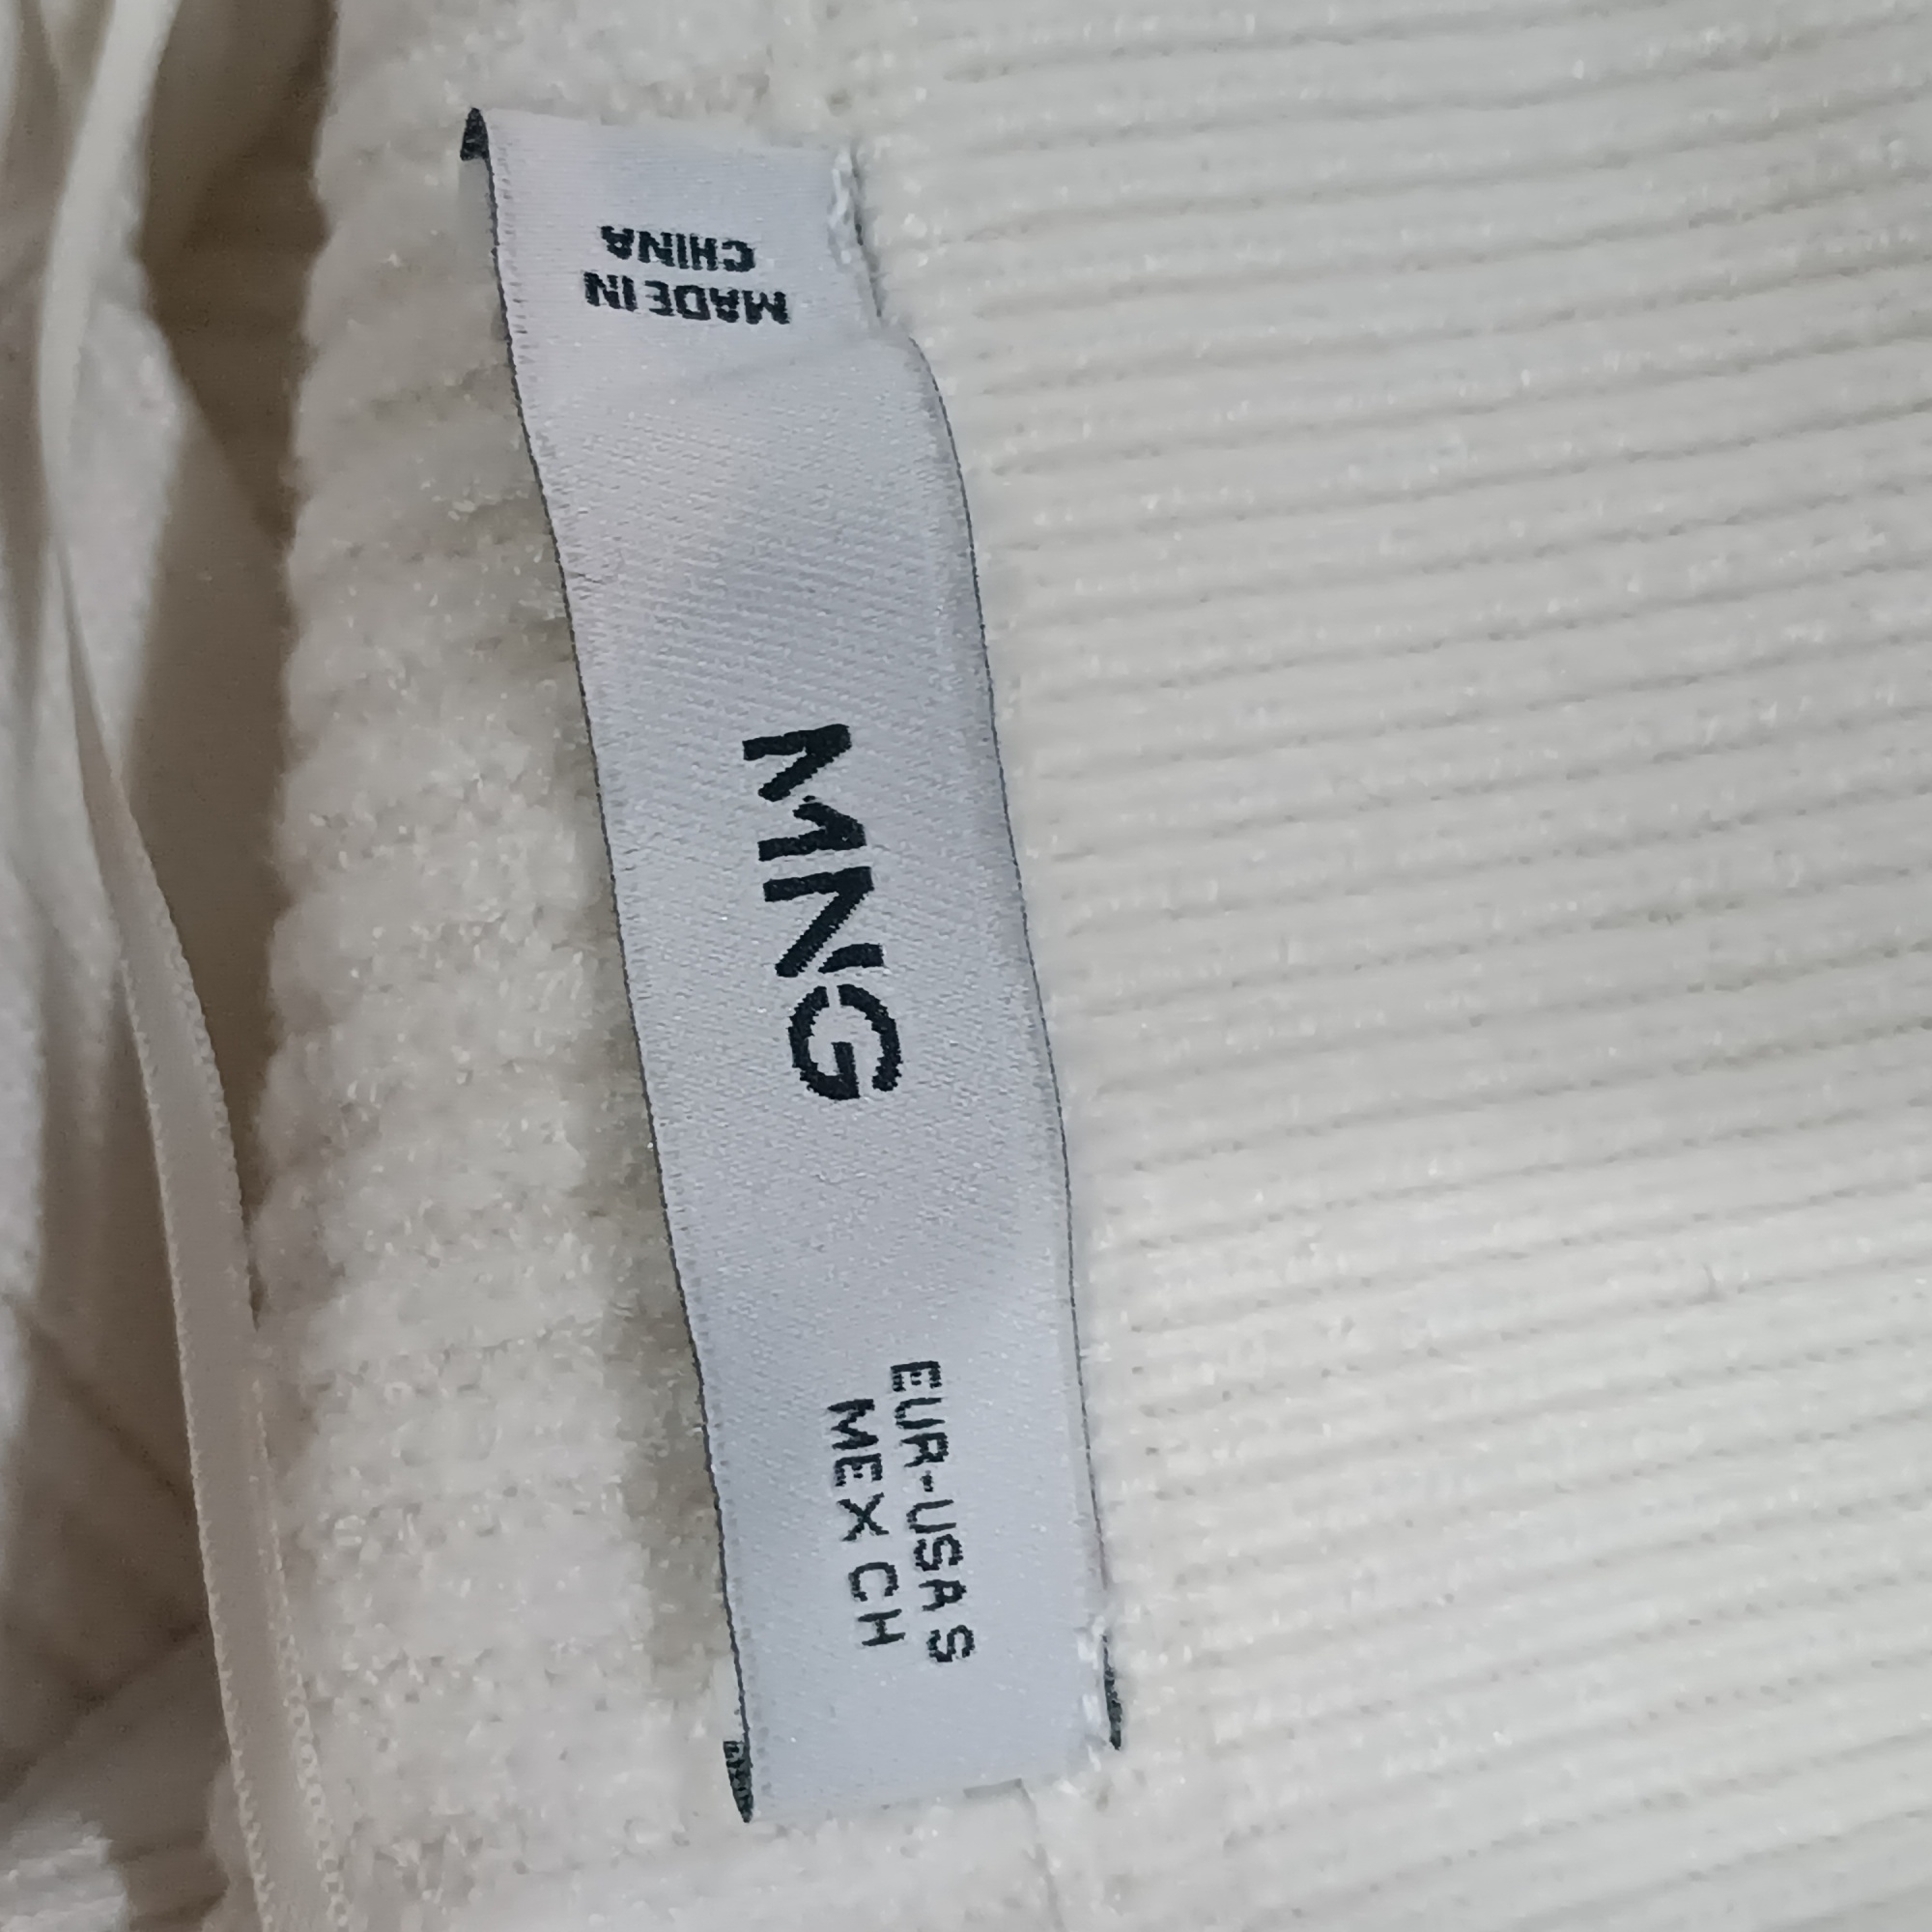 MADE IN
CHINA
MNG
EUR-USA S
MEX CH